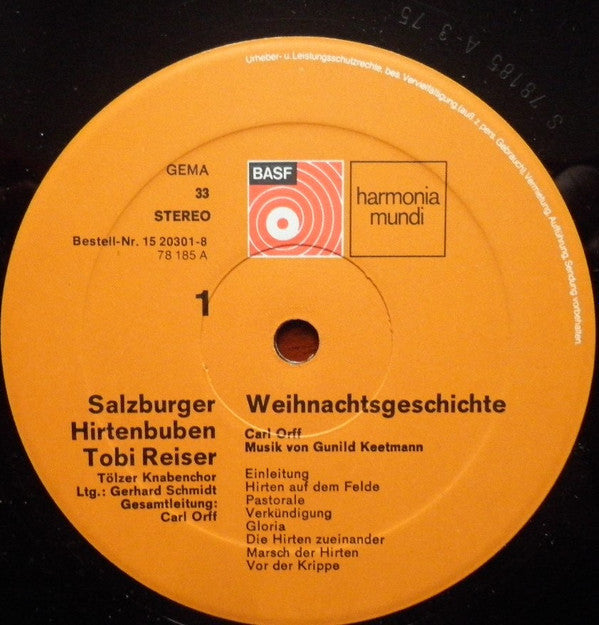 S 78185 A-3 75
Urheber- u. Leistungsschutzrechte, bes. Vervielfältigung (auß. z. pers. Gebrauch), Vermietung, Aufführung, Sendung vorbehalten.
GEMA
33
STEREO
Bestell-Nr. 15 20301-8
78 185 A
1
BASF
harmonia
mundi
Salzburger
Hirtenbuben
Tobi Reiser
Tölzer Knabenchor
Ltg.: Gerhard Schmidt
Gesamtleitung:
Carl Orff
Weihnachtsgeschichte
Carl Orff
Musik von Gunild Keetmann
Einleitung
Hirten auf dem Felde
Pastorale
Verkündigung
Gloria
Die Hirten zueinander
Marsch der Hirten
Vor der Krippe